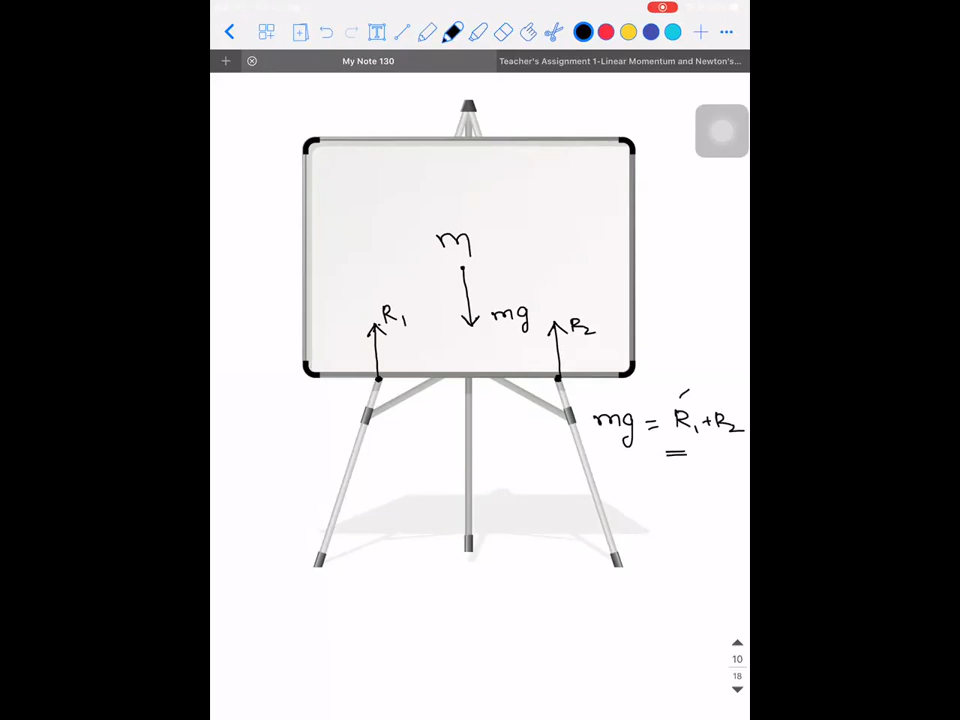 My Note 130
Teacher's Assignment 1-Linear Momentum and Newton's...
m
R₁
mg
R₂
mg = R₁+R₂
10
18